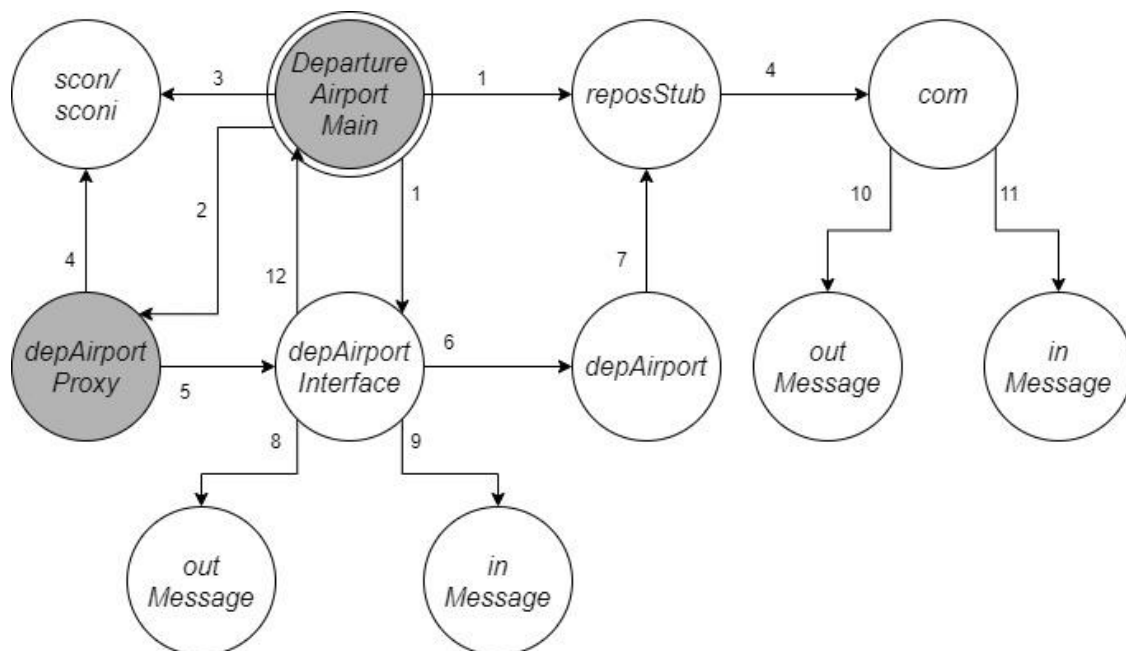 scon/
sconi
3
Departure
Airport
Main
1
reposStub
4
com
2
1
10
11
4
12
7
depAirport
Proxy
5
depAirport
Interface
6
depAirport
out
Message
in
Message
8
9
out
Message
in
Message